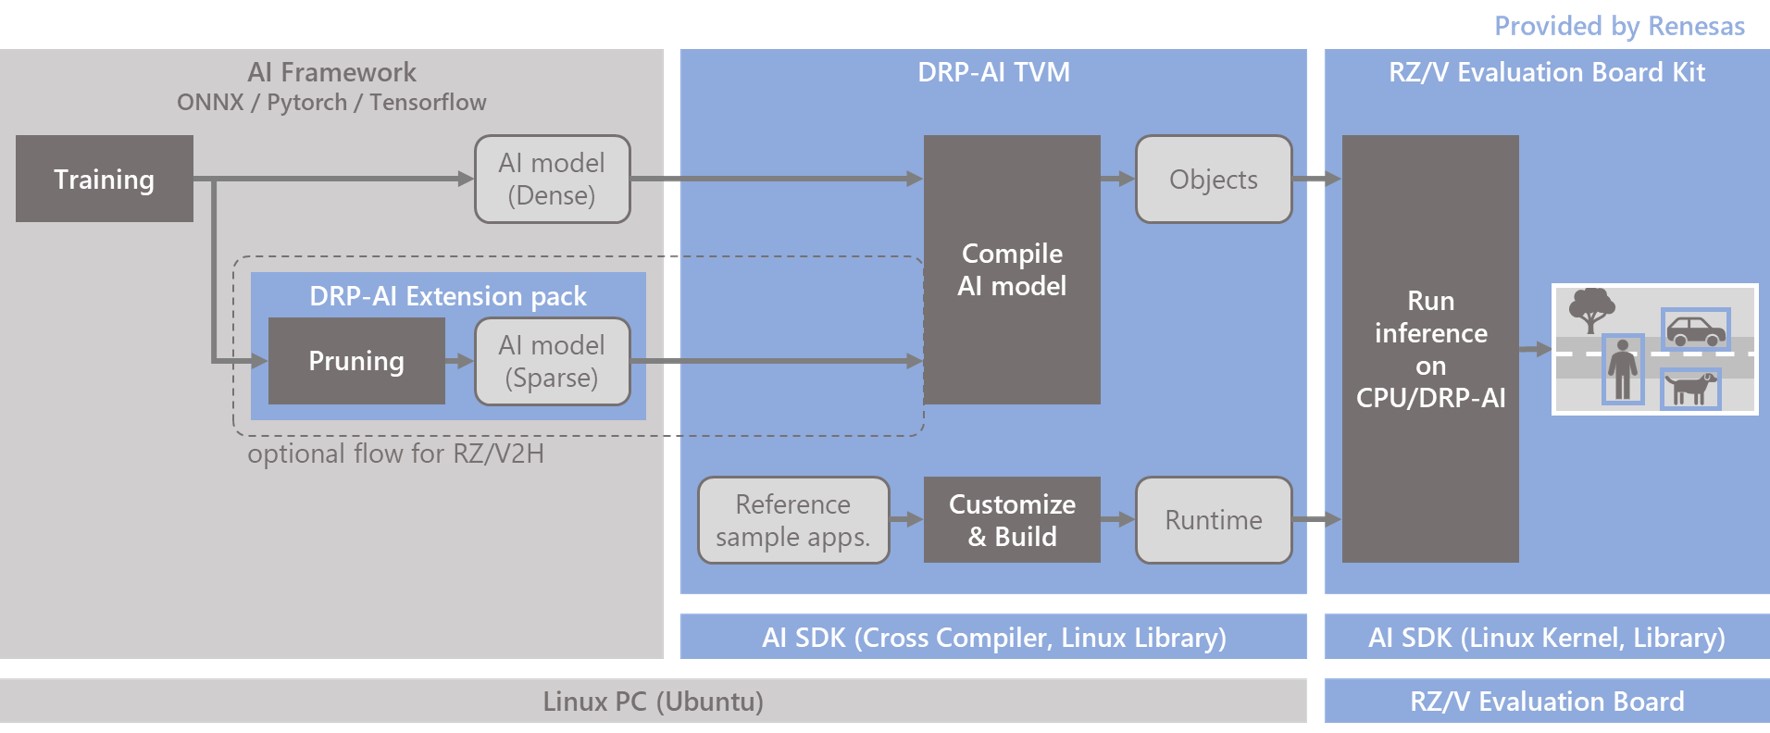 Provided by Renesas
AI Framework
ONNX / Pytorch / Tensorflow
Training
AI model
(Dense)
DRP-AI Extension pack
Pruning
AI model
(Sparse)
optional flow for RZ/V2H
DRP-AI TVM
Compile
AI model
Objects
Reference
sample apps.
Customize
& Build
Runtime
RZ/V Evaluation Board Kit
Run
inference
on
CPU/DRP-AI
AI SDK (Cross Compiler, Linux Library)
AI SDK (Linux Kernel, Library)
Linux PC (Ubuntu)
RZ/V Evaluation Board